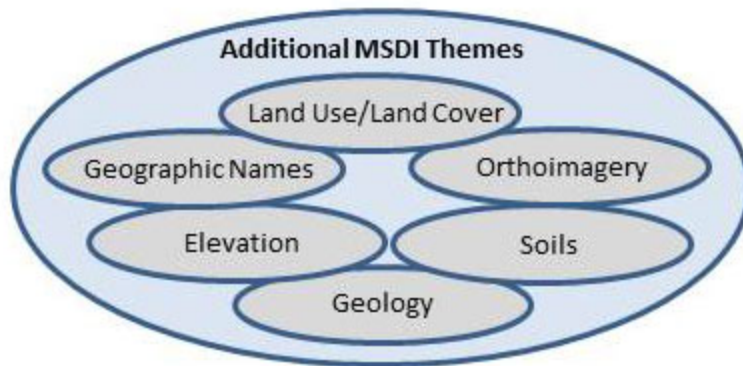 Additional MSDI Themes
Land Use/Land Cover
Geographic Names
Orthoimagery
Elevation
Soils
Geology